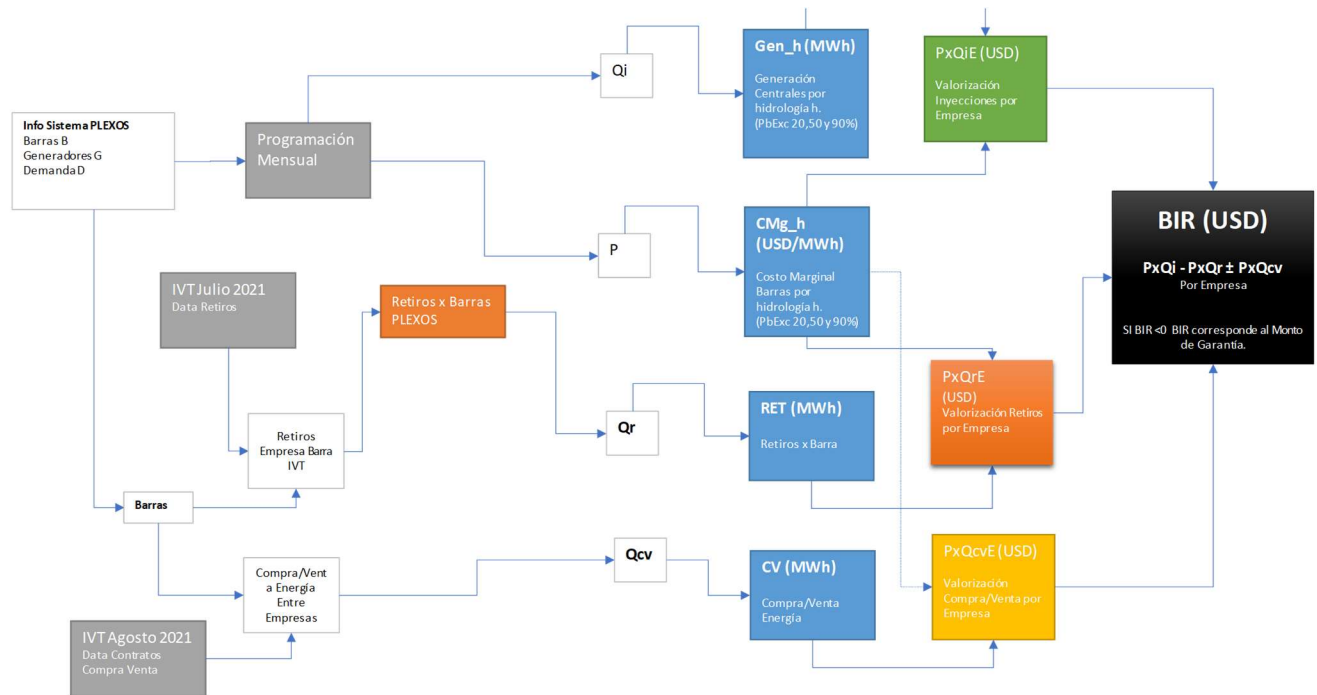 Info Sistema PLEXOS
Barras B
Generadores G
Demanda D
Programación
Mensual
Qi
Gen_h (MWh)
Generación
Centrales por
hidrología h.
(PbExc 20,50 y 90%)
PxQiE (USD)
Valorización
Inyecciones por
Empresa
P
CMg_h
(USD/MWh)
Costo Marginal
Barras por
hidrología h.
(PbExc 20,50 y 90%)
BIR (USD)
PxQi - PxQr ± PxQcv
Por Empresa
SI BIR <0 BIR corresponde al Monto
de Garantía.
IVT Julio 2021
Data Retiros
Retiros x Barras
PLEXOS
PxQrE
(USD)
Valorización Retiros
por Empresa
Retiros
Empresa Barra
IVT
Qr
RET (MWh)
Retiros x Barra
Barras
Compra/Vent
a Energía
Entre
Empresas
Qcv
CV (MWh)
Compra/Venta
Energía
PxQcvE (USD)
Valorización
Compra/Venta por
Empresa
IVT Agosto 2021
Data Contratos
Compra Venta